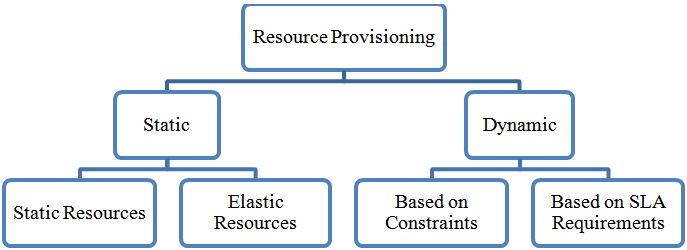 Resource Provisioning
Static
Dynamic
Static Resources
Elastic
Resources
Based on
Constraints
Based on SLA
Requirements